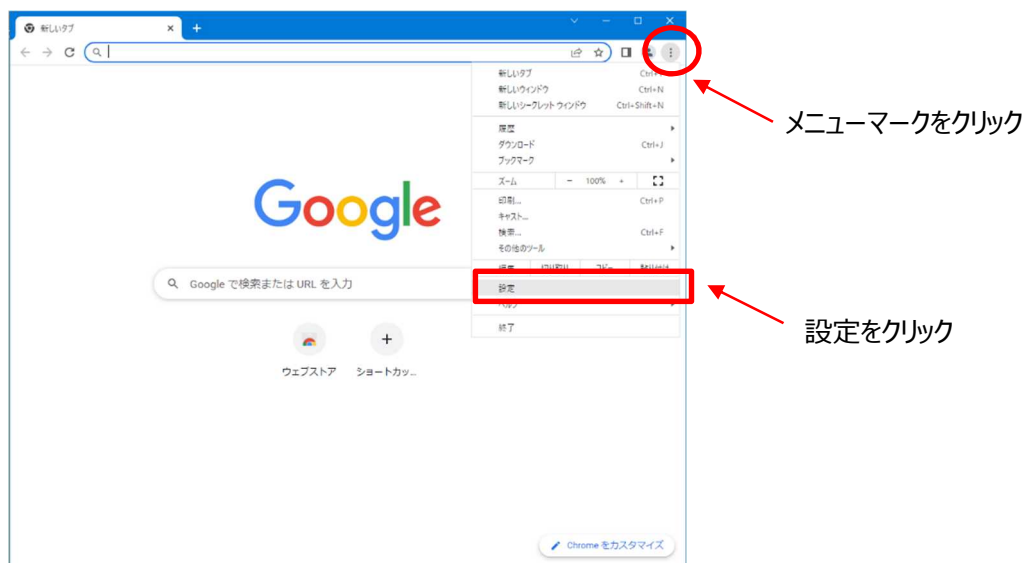 新しいタブ
新しいタブ
新しいウィンドウ Ctrl+N
新しいシークレット ウィンドウ Ctrl+Shift+N
メニューマークをクリック
履歴
ダウンロード Ctrl+J
ブックマーク
ズーム - 100% +
Google
印刷... Ctrl+P
キャスト...
検索... Ctrl+F
その他のツール
Google で検索または URL を入力
設定
設定をクリック
終了
ウェブストア ショートカッ...
Chrome をカスタマイズ